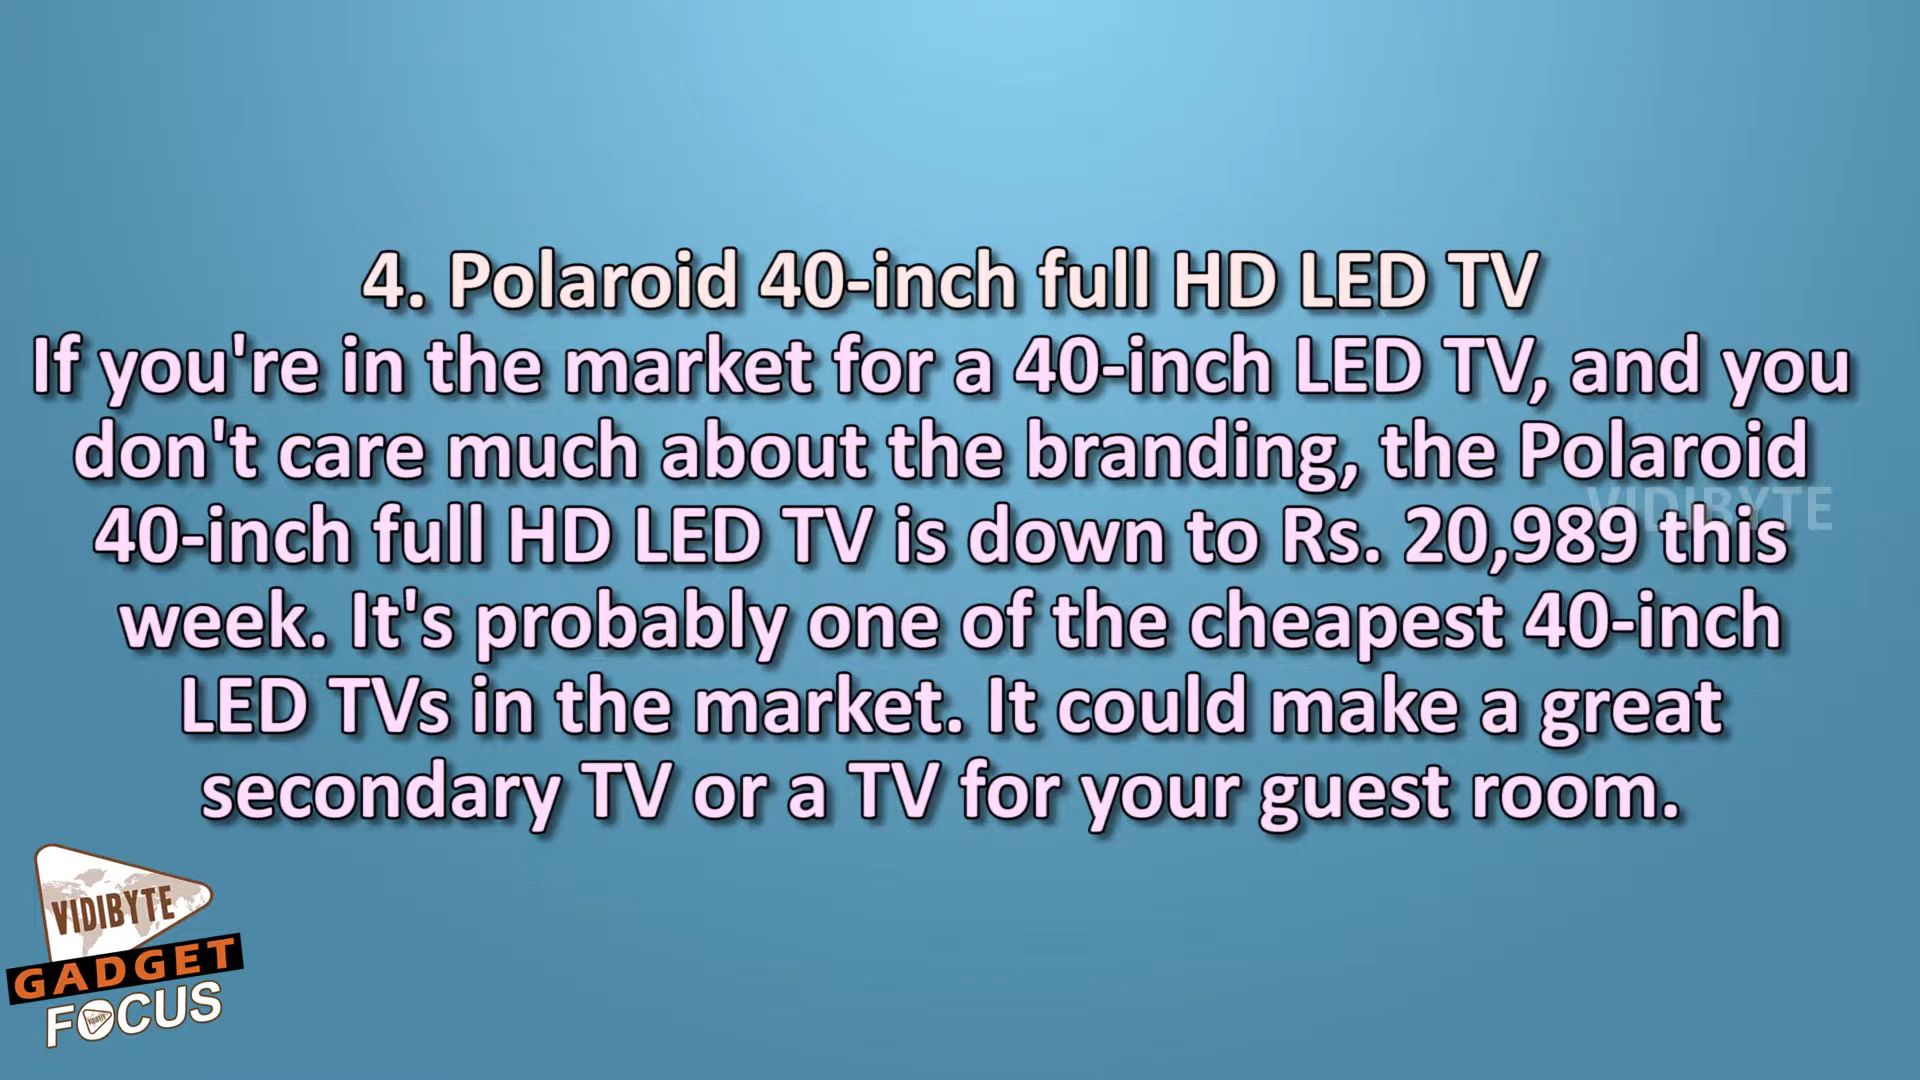 4. Polaroid 40-inch full HD LED TV
If you're in the market for a 40-inch LED TV, and you
don't care much about the branding, the Polaroid
40-inch full HD LED TV is down to Rs. 20,989 this
week. It's probably one of the cheapest 40-inch
LED TVs in the market. It could make a great
secondary TV or a TV for your guest room.
VIDIBYTE
VIDIBYTE
GADGET
FOCUS